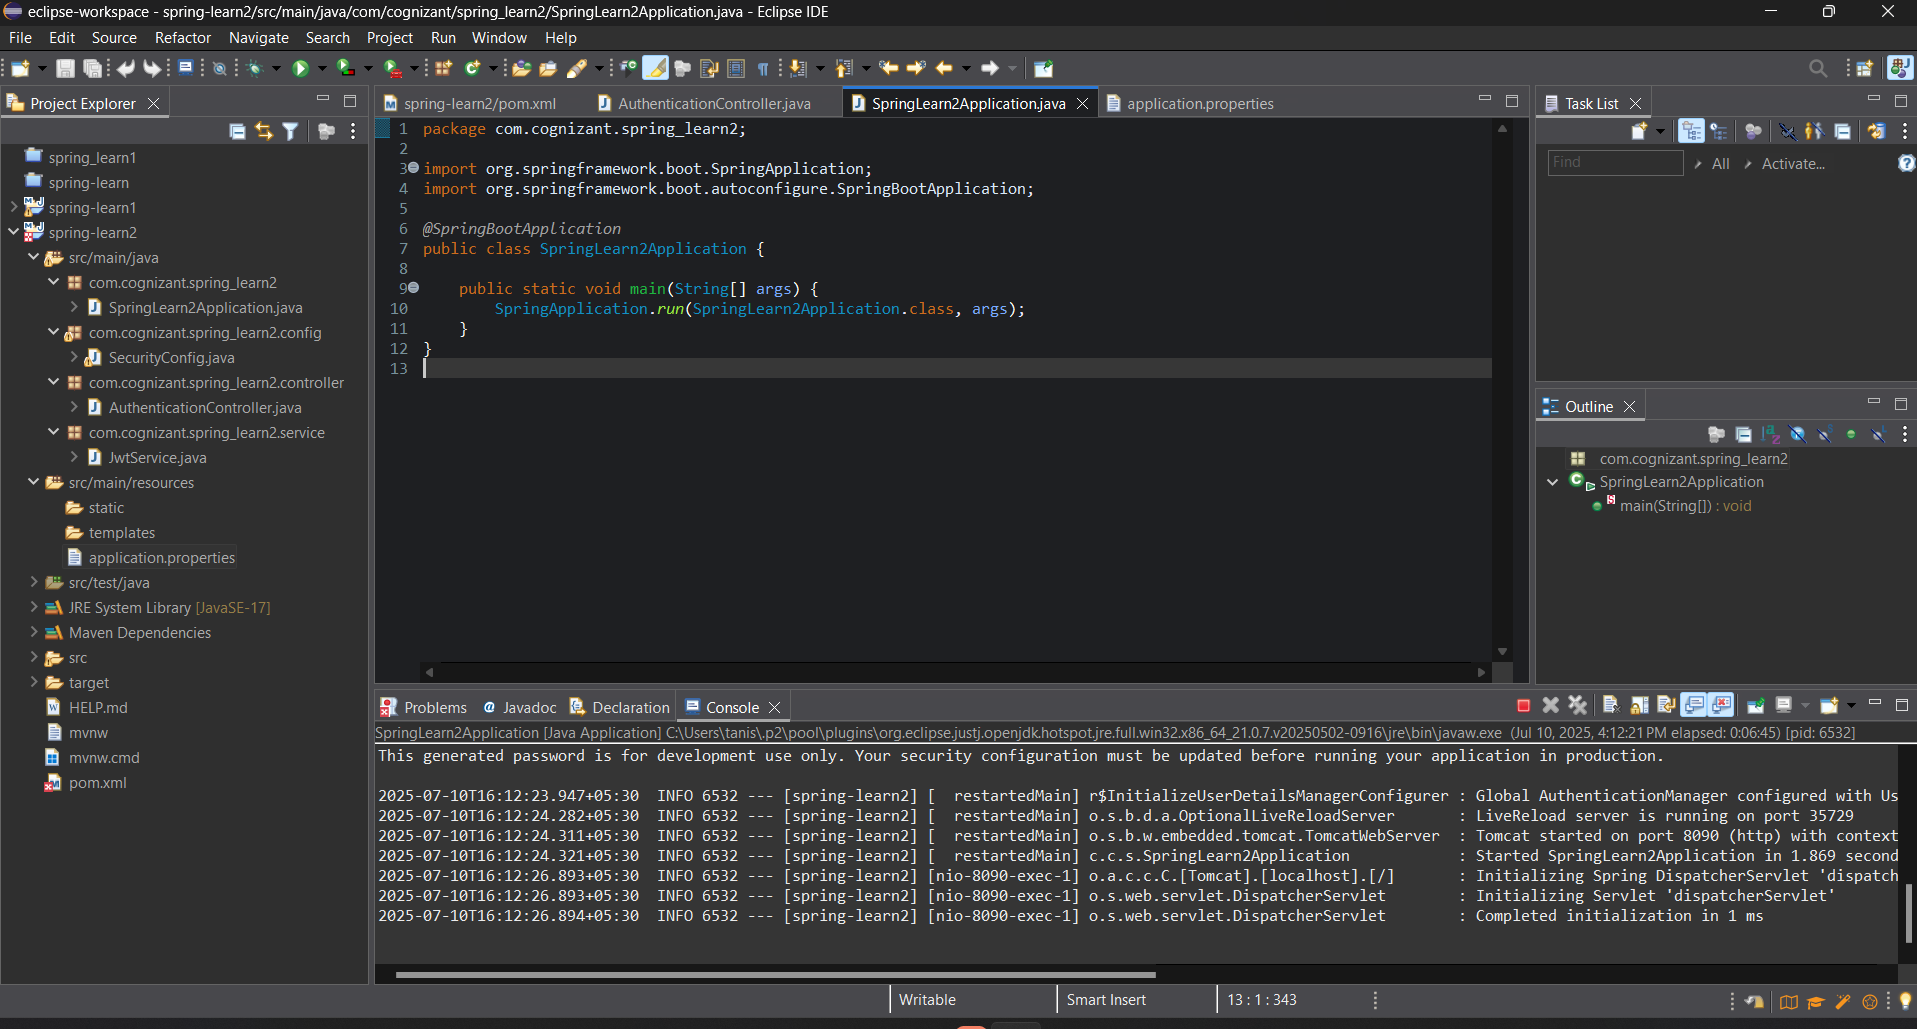 eclipse-workspace - spring-learn2/src/main/java/com/cognizant/spring_learn2/SpringLearn2Application.java - Eclipse IDE
File Edit Source Refactor Navigate Search Project Run Window Help
Project Explorer
spring_learn1
spring-learn
spring-learn1
spring-learn2
src/main/java
com.cognizant.spring_learn2
SpringLearn2Application.java
com.cognizant.spring_learn2.config
SecurityConfig.java
com.cognizant.spring_learn2.controller
AuthenticationController.java
com.cognizant.spring_learn2.service
JwtService.java
src/main/resources
static
templates
application.properties
src/test/java
JRE System Library [JavaSE-17]
Maven Dependencies
src
target
HELP.md
mvnw
mvnw.cmd
pom.xml
spring-learn2/pom.xml AuthenticationController.java SpringLearn2Application.java application.properties
1 package com.cognizant.spring_learn2;
2
3 import org.springframework.boot.SpringApplication;
4 import org.springframework.boot.autoconfigure.SpringBootApplication;
5
6 @SpringBootApplication
7 public class SpringLearn2Application {
8
9 public static void main(String[] args) {
10 SpringApplication.run(SpringLearn2Application.class, args);
11 }
12 }
13
Task List
Find All Activate...
Outline
com.cognizant.spring_learn2
SpringLearn2Application
main(String[]) : void
Problems Javadoc Declaration Console
SpringLearn2Application [Java Application] C:\Users\tanis\.p2\pool\plugins\org.eclipse.justj.openjdk.hotspot.jre.full.win32.x86_64_21.0.7.v20250502-0916\jre\bin\javaw.exe (Jul 10, 2025, 4:12:21 PM elapsed: 0:06:45) [pid: 6532]
This generated password is for development use only. Your security configuration must be updated before running your application in production.
2025-07-10T16:12:23.947+05:30 INFO 6532 --- [spring-learn2] [ restartedMain] r$InitializeUserDetailsManagerConfigurer : Global AuthenticationManager configured with Us
2025-07-10T16:12:24.282+05:30 INFO 6532 --- [spring-learn2] [ restartedMain] o.s.b.d.a.OptionalLiveReloadServer : LiveReload server is running on port 35729
2025-07-10T16:12:24.311+05:30 INFO 6532 --- [spring-learn2] [ restartedMain] o.s.b.w.embedded.tomcat.TomcatWebServer : Tomcat started on port 8090 (http) with context
2025-07-10T16:12:24.321+05:30 INFO 6532 --- [spring-learn2] [ restartedMain] c.c.s.SpringLearn2Application : Started SpringLearn2Application in 1.869 second
2025-07-10T16:12:26.893+05:30 INFO 6532 --- [spring-learn2] [nio-8090-exec-1] o.a.c.c.C.[Tomcat].[localhost].[/] : Initializing Spring DispatcherServlet 'dispatch
2025-07-10T16:12:26.893+05:30 INFO 6532 --- [spring-learn2] [nio-8090-exec-1] o.s.web.servlet.DispatcherServlet : Initializing Servlet 'dispatcherServlet'
2025-07-10T16:12:26.894+05:30 INFO 6532 --- [spring-learn2] [nio-8090-exec-1] o.s.web.servlet.DispatcherServlet : Completed initialization in 1 ms
Writable Smart Insert 13 : 1 : 343